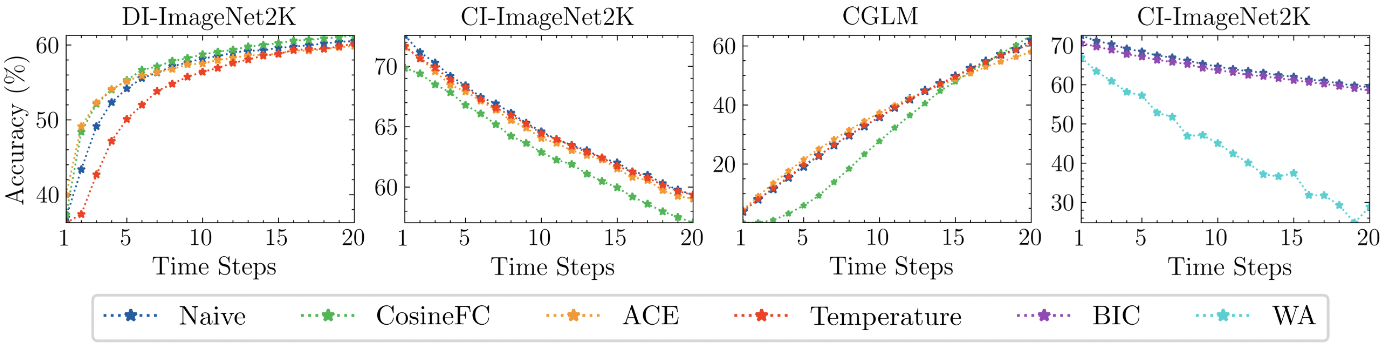 DI-ImageNet2K
CI-ImageNet2K
CGLM
CI-ImageNet2K
Accuracy (%)
60
50
40
1 5 10 15 20
Time Steps
70
65
60
1 5 10 15 20
Time Steps
60
40
20
1 5 10 15 20
Time Steps
70
60
50
40
30
1 5 10 15 20
Time Steps
Naive CosineFC ACE Temperature BIC WA